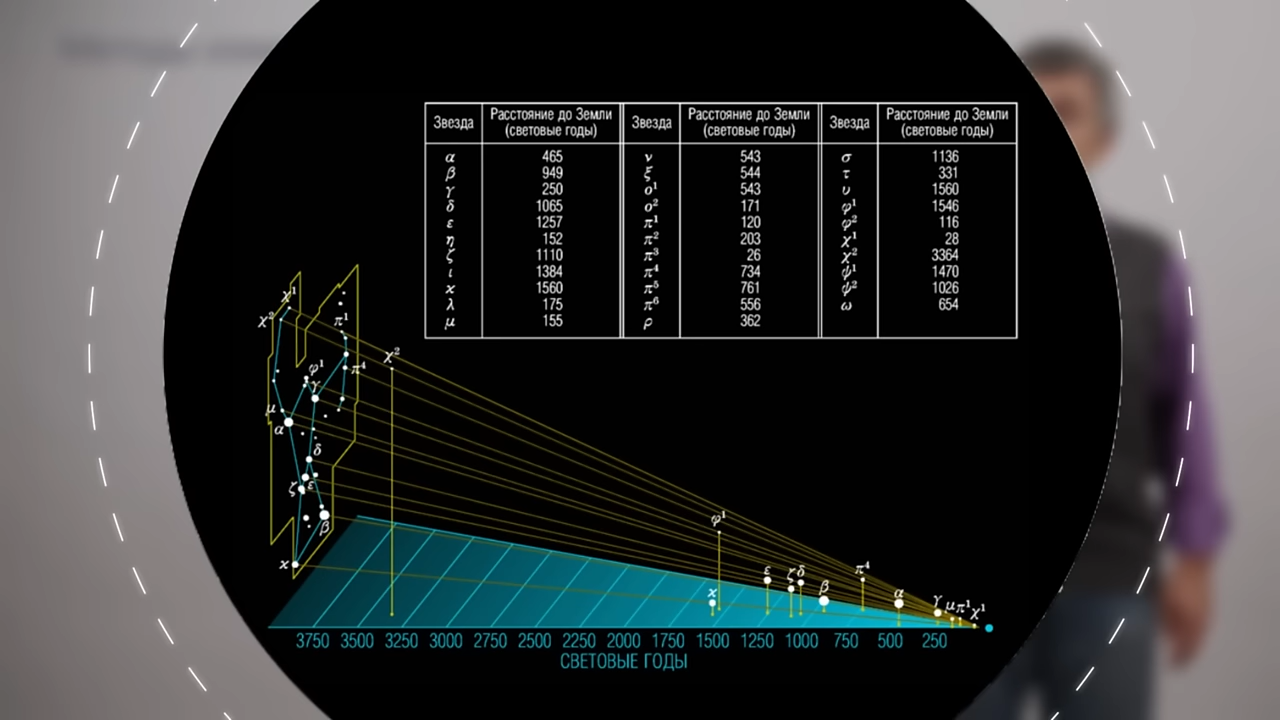 Звезда Расстояние до Земли (световые годы) Звезда Расстояние до Земли (световые годы) Звезда Расстояние до Земли (световые годы)
α 465 ν 543 σ 1136
β 949 ξ 544 τ 331
γ 250 ο¹ 543 υ 1560
δ 1065 ο² 171 φ¹ 1546
ε 1257 π¹ 120 φ² 116
η 152 π² 203 χ¹ 28
ζ 1110 π³ 26 χ² 3364
ι 1384 π⁴ 734 ψ¹ 1470
ϰ 1560 π⁵ 761 ψ² 1026
λ 175 π⁶ 556 ω 654
μ 155 ρ 362
χ¹
χ² π¹
χ²
φ¹ π⁴
γ
μ
α
δ
ζ ε
φ¹
β
ϰ
ϰ ε ζ δ β π⁴ α γ μ π¹ χ¹
3750 3500 3250 3000 2750 2500 2250 2000 1750 1500 1250 1000 750 500 250
СВЕТОВЫЕ ГОДЫ